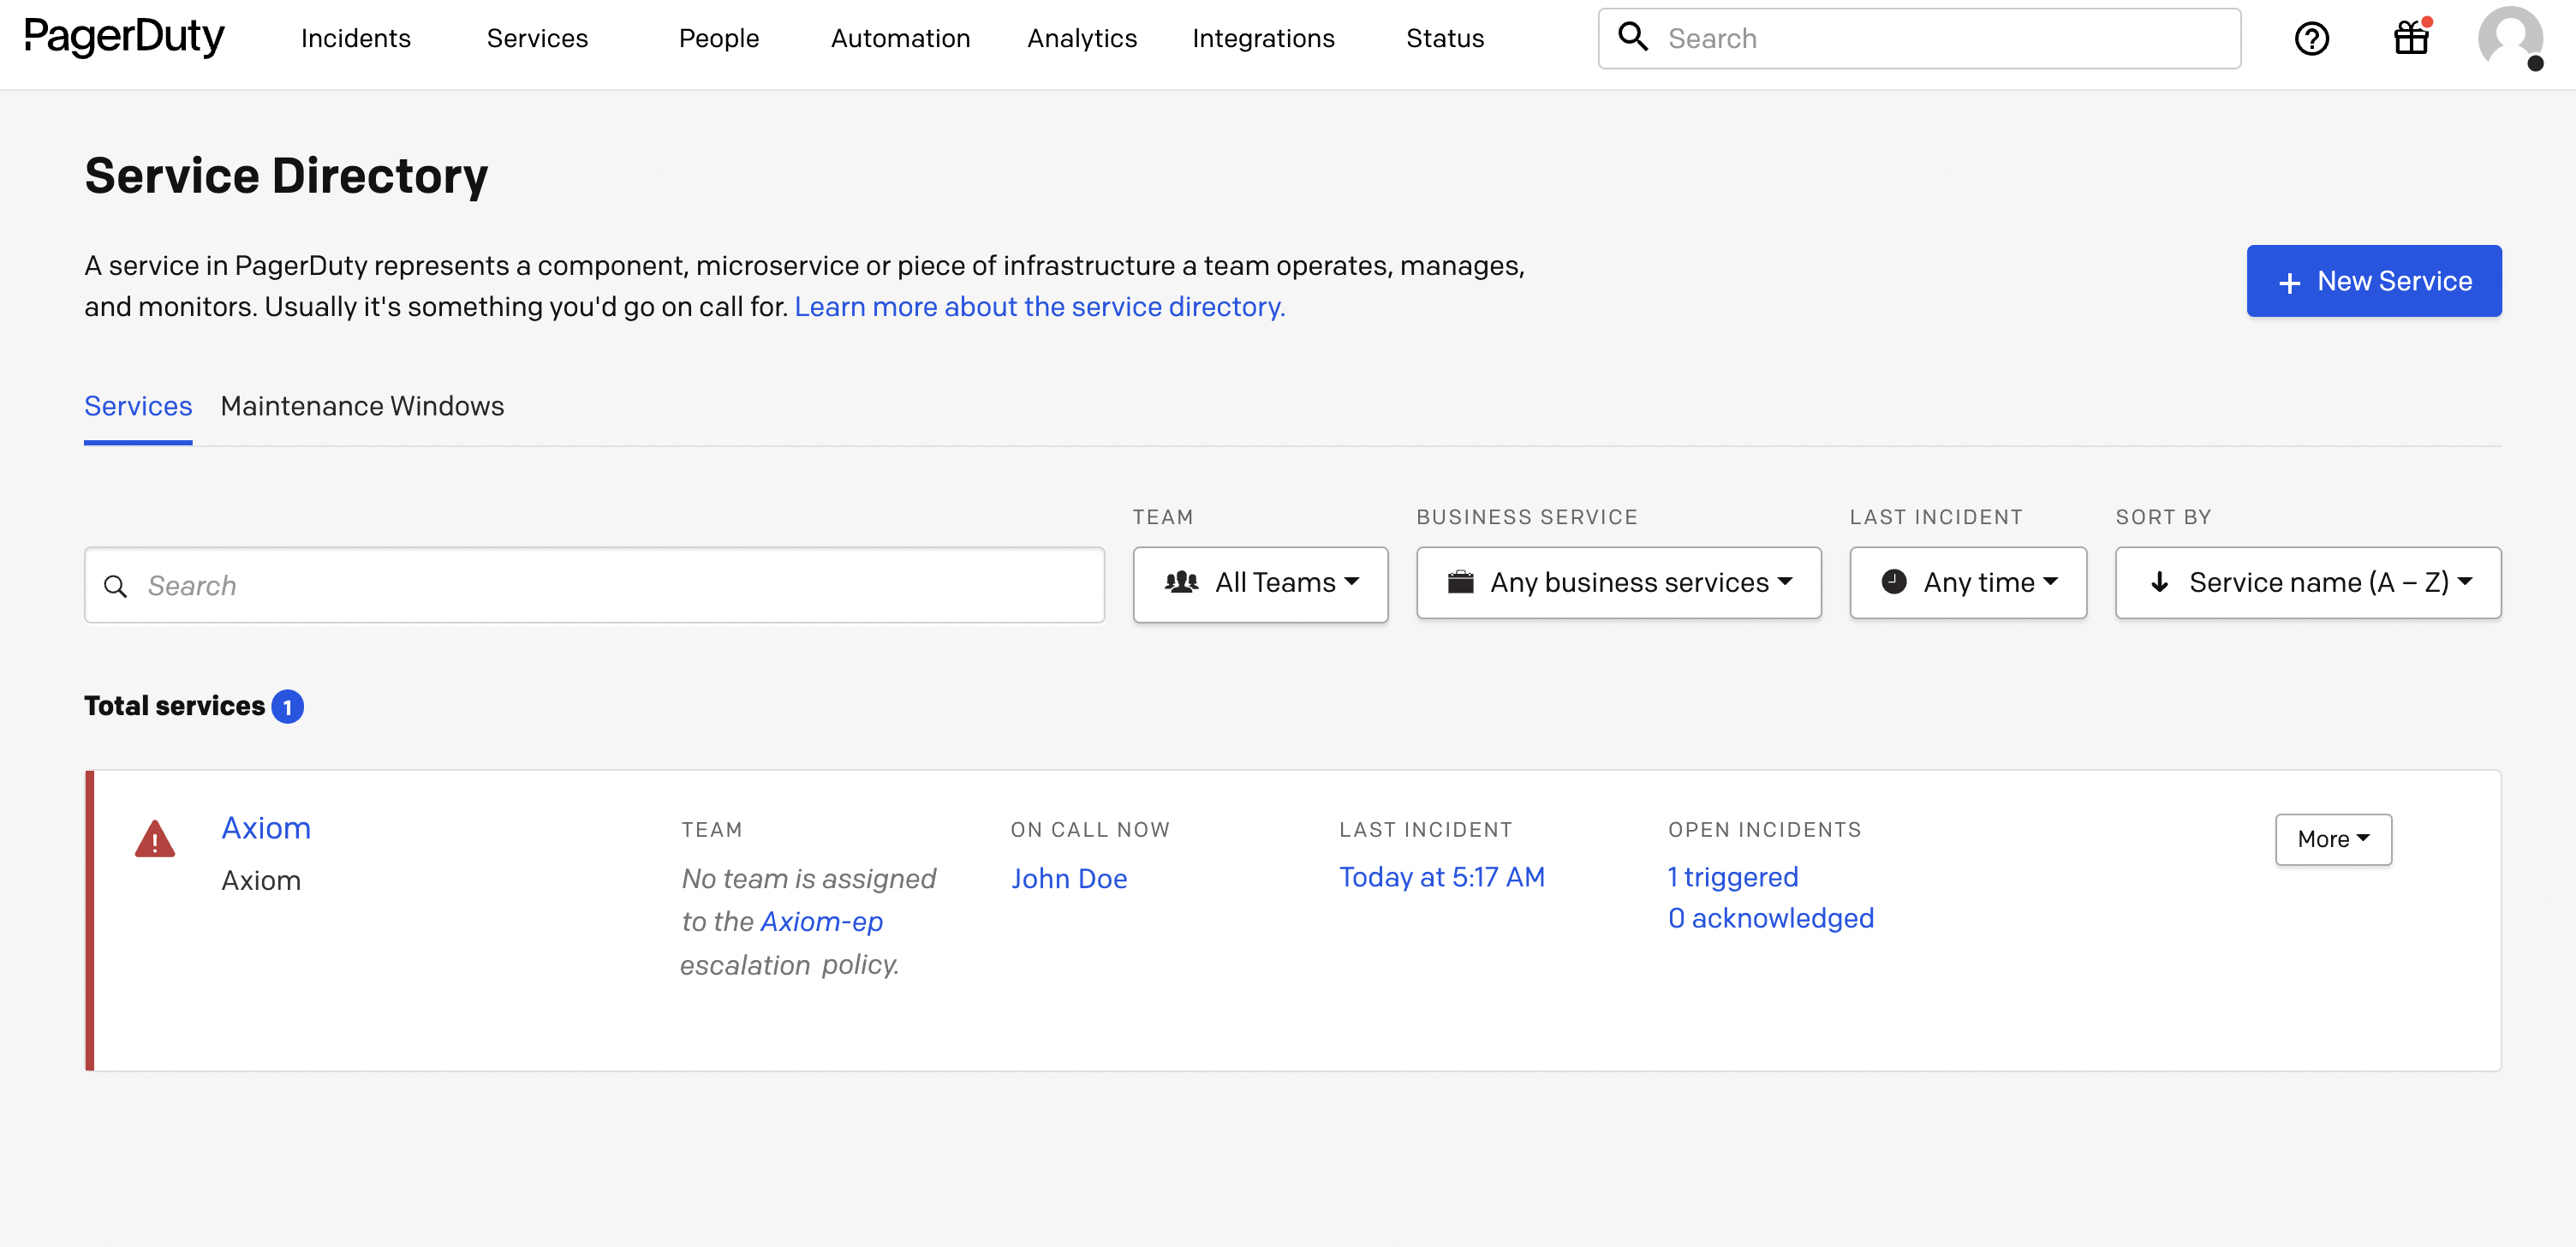 PagerDuty Incidents Services People Automation Analytics Integrations Status Search
Service Directory
A service in PagerDuty represents a component, microservice or piece of infrastructure a team operates, manages,
and monitors. Usually it's something you'd go on call for. Learn more about the service directory.
+ New Service
Services Maintenance Windows
TEAM BUSINESS SERVICE LAST INCIDENT SORT BY
Search All Teams Any business services Any time Service name (A – Z)
Total services 1
Axiom
Axiom
TEAM
No team is assigned
to the Axiom-ep
escalation policy.
ON CALL NOW
John Doe
LAST INCIDENT
Today at 5:17 AM
OPEN INCIDENTS
1 triggered
0 acknowledged
More